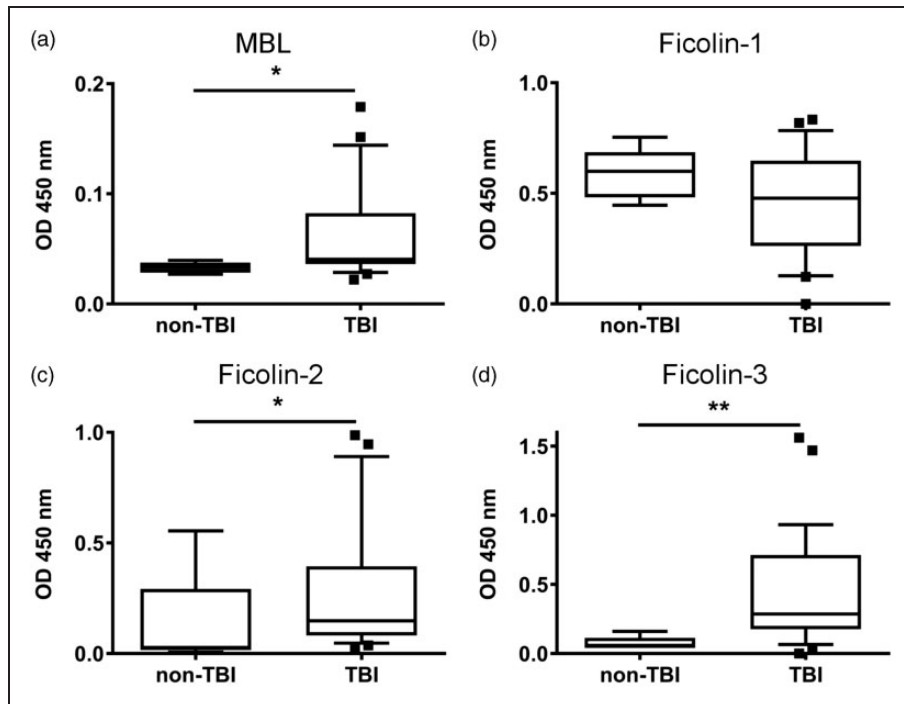 (a)
MBL
*
OD 450 nm
0.2
0.1
0.0
non-TBI TBI
(b)
Ficolin-1
OD 450 nm
1.0
0.5
0.0
non-TBI TBI
(c)
Ficolin-2
*
OD 450 nm
1.0
0.5
0.0
non-TBI TBI
(d)
Ficolin-3
**
OD 450 nm
1.5
1.0
0.5
0.0
non-TBI TBI